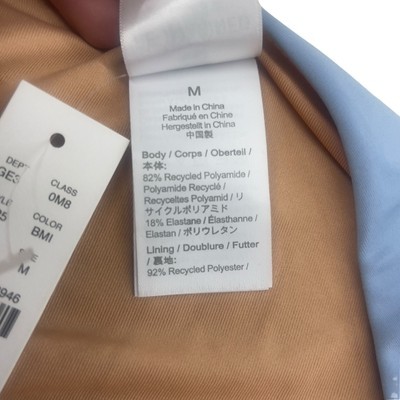 M
Made in China
Fabriqué en Chine
Hergestellt in China
中国製
Body / Corps / Oberteil /
本体:
82% Recycled Polyamide /
Polyamide Recyclé /
Recyceltes Polyamid / リ
サイクルポリアミド
18% Elastane / Élasthanne /
Elastan / ポリウレタン
Lining / Doublure / Futter
/ 裏地:
92% Recycled Polyester /
CLASS
0M8
COLOR
BMI
M